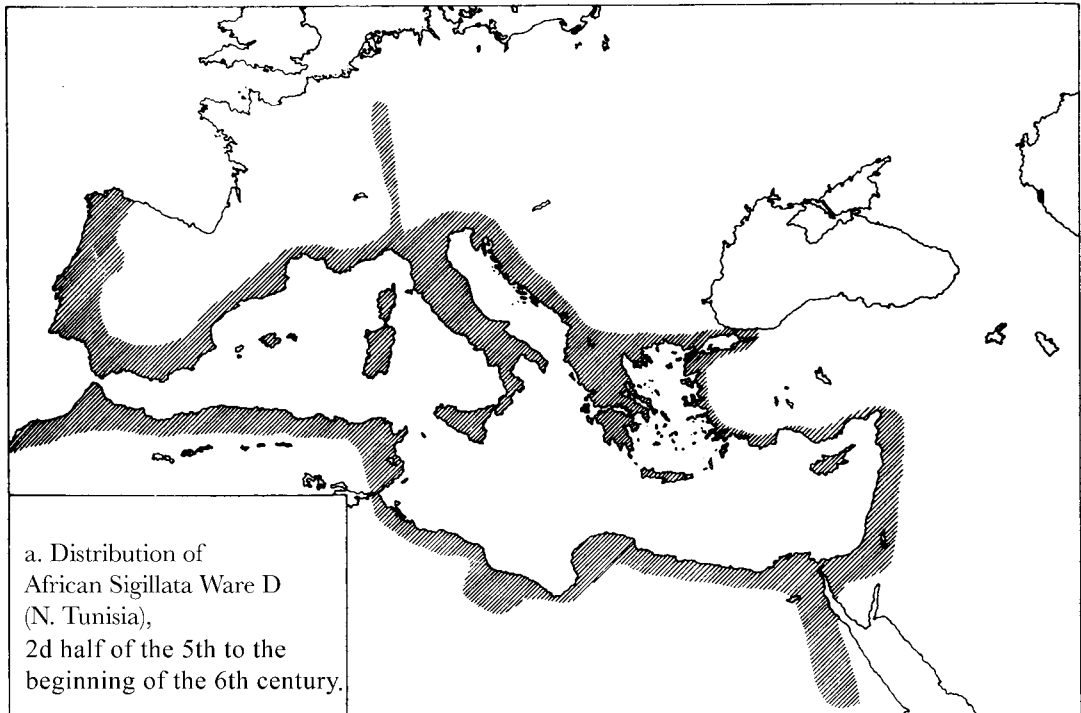 a. Distribution of
African Sigillata Ware D
(N. Tunisia),
2d half of the 5th to the
beginning of the 6th century.